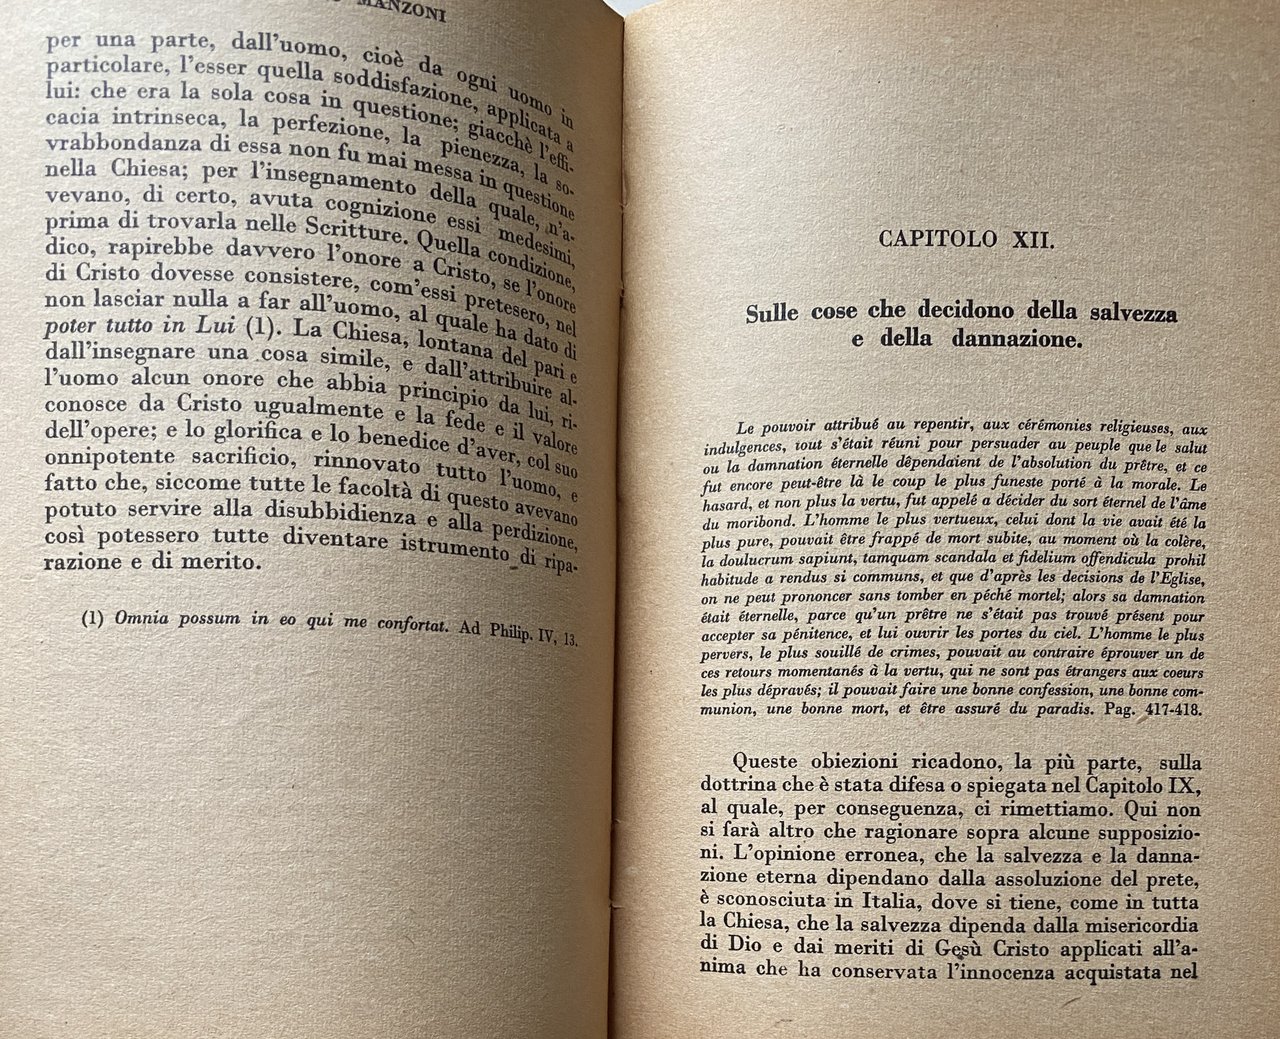 MANZONI
per una parte, dall'uomo, cioè da ogni uomo in
particolare, l'esser quella soddisfazione, applicata a
lui: che era la sola cosa in questione; giacchè l'effi-
cacia intrinseca, la perfezione, la pienezza, la so-
vrabbondanza di essa non fu mai messa in questione
nella Chiesa; per l'insegnamento della quale, n'a-
vevano, di certo, avuta cognizione essi medesimi,
prima di trovarla nelle Scritture. Quella condizione,
dico, rapirebbe davvero l'onore a Cristo, se l'onore
di Cristo dovesse consistere, com'essi pretesero, nel
non lasciar nulla a far all'uomo, al quale ha dato di
poter tutto in Lui (1). La Chiesa, lontana del pari e
dall'insegnare una cosa simile, e dall'attribuire al-
l'uomo alcun onore che abbia principio da lui, ri-
conosce da Cristo ugualmente e la fede e il valore
dell'opere; e lo glorifica e lo benedice d'aver, col suo
onnipotente sacrificio, rinnovato tutto l'uomo, e
fatto che, siccome tutte le facoltà di questo avevano
potuto servire alla disubbidienza e alla perdizione,
così potessero tutte diventare istrumento di ripa-
razione e di merito.
(1) Omnia possum in eo qui me confortat. Ad Philip. IV, 13.
CAPITOLO XII.
Sulle cose che decidono della salvezza
e della dannazione.
Le pouvoir attribué au repentir, aux cérémonies religieuses, aux
indulgences, tout s'était réuni pour persuader au peuple que le salut
ou la damnation éternelle dêpendaient de l'absolution du prêtre, et ce
fut encore peut-être là le coup le plus funeste porté à la morale. Le
hasard, et non plus la vertu, fut appelé a décider du sort éternel de l'âme
du moribond. L'homme le plus vertueux, celui dont la vie avait été la
plus pure, pouvait être frappé de mort subite, au moment où la colère,
la doulucrum sapiunt, tamquam scandala et fidelium offendicula prohil
habitude a rendus si communs, et que d'après les decisions de l'Eglise,
on ne peut prononcer sans tomber en péché mortel; alors sa damnation
était éternelle, parce qu'un prêtre ne s'était pas trouvé présent pour
accepter sa pénitence, et lui ouvrir les portes du ciel. L'homme le plus
pervers, le plus souillé de crimes, pouvait au contraire éprouver un de
ces retours momentanés à la vertu, qui ne sont pas étrangers aux coeurs
les plus dépravés; il pouvait faire une bonne confession, une bonne com-
munion, une bonne mort, et être assuré du paradis. Pag. 417-418.
Queste obiezioni ricadono, la più parte, sulla
dottrina che è stata difesa o spiegata nel Capitolo IX,
al quale, per conseguenza, ci rimettiamo. Qui non
si farà altro che ragionare sopra alcune supposizio-
ni. L'opinione erronea, che la salvezza e la danna-
zione eterna dipendano dalla assoluzione del prete,
è sconosciuta in Italia, dove si tiene, come in tutta
la Chiesa, che la salvezza dipenda dalla misericordia
di Dio e dai meriti di Gesù Cristo applicati all'a-
nima che ha conservata l'innocenza acquistata nel